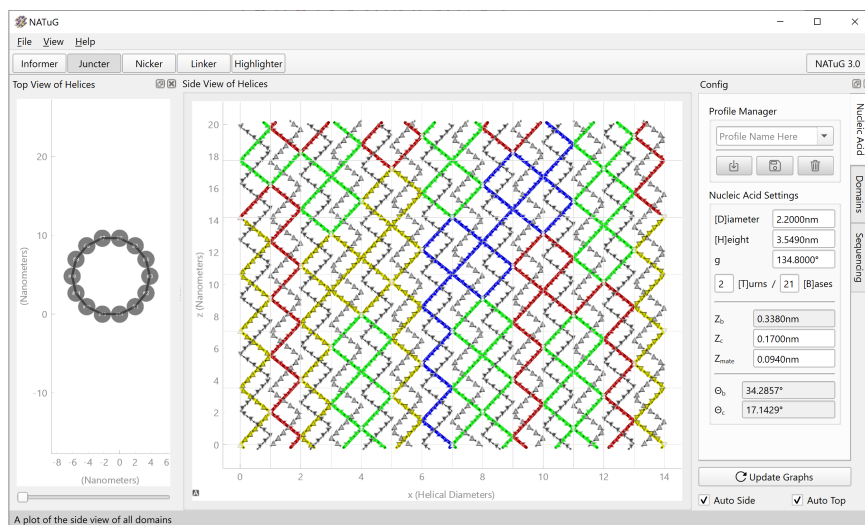 NATuG
File View Help
Informer Juncter Nicker Linker Highlighter NATuG 3.0
Top View of Helices
Side View of Helices
Config
20
10
0
-10
(Nanometers)
-8 -6 -4 -2 0 2 4 6
(Nanometers)
20
18
16
14
12
10
8
6
4
2
0
z (Nanometers)
0 2 4 6 8 10 12 14
x (Helical Diameters)
A
Profile Manager
Profile Name Here
Nucleic Acid Settings
[D]iameter 2.2000nm
[H]eight 3.5490nm
g 134.8000°
2 [T]urns / 21 [B]ases
Z_b 0.3380nm
Z_c 0.1700nm
Z_mate 0.0940nm
Θ_b 34.2857°
Θ_c 17.1429°
Update Graphs
Auto Side Auto Top
Nucleic Acid
Domains
Sequencing
A plot of the side view of all domains